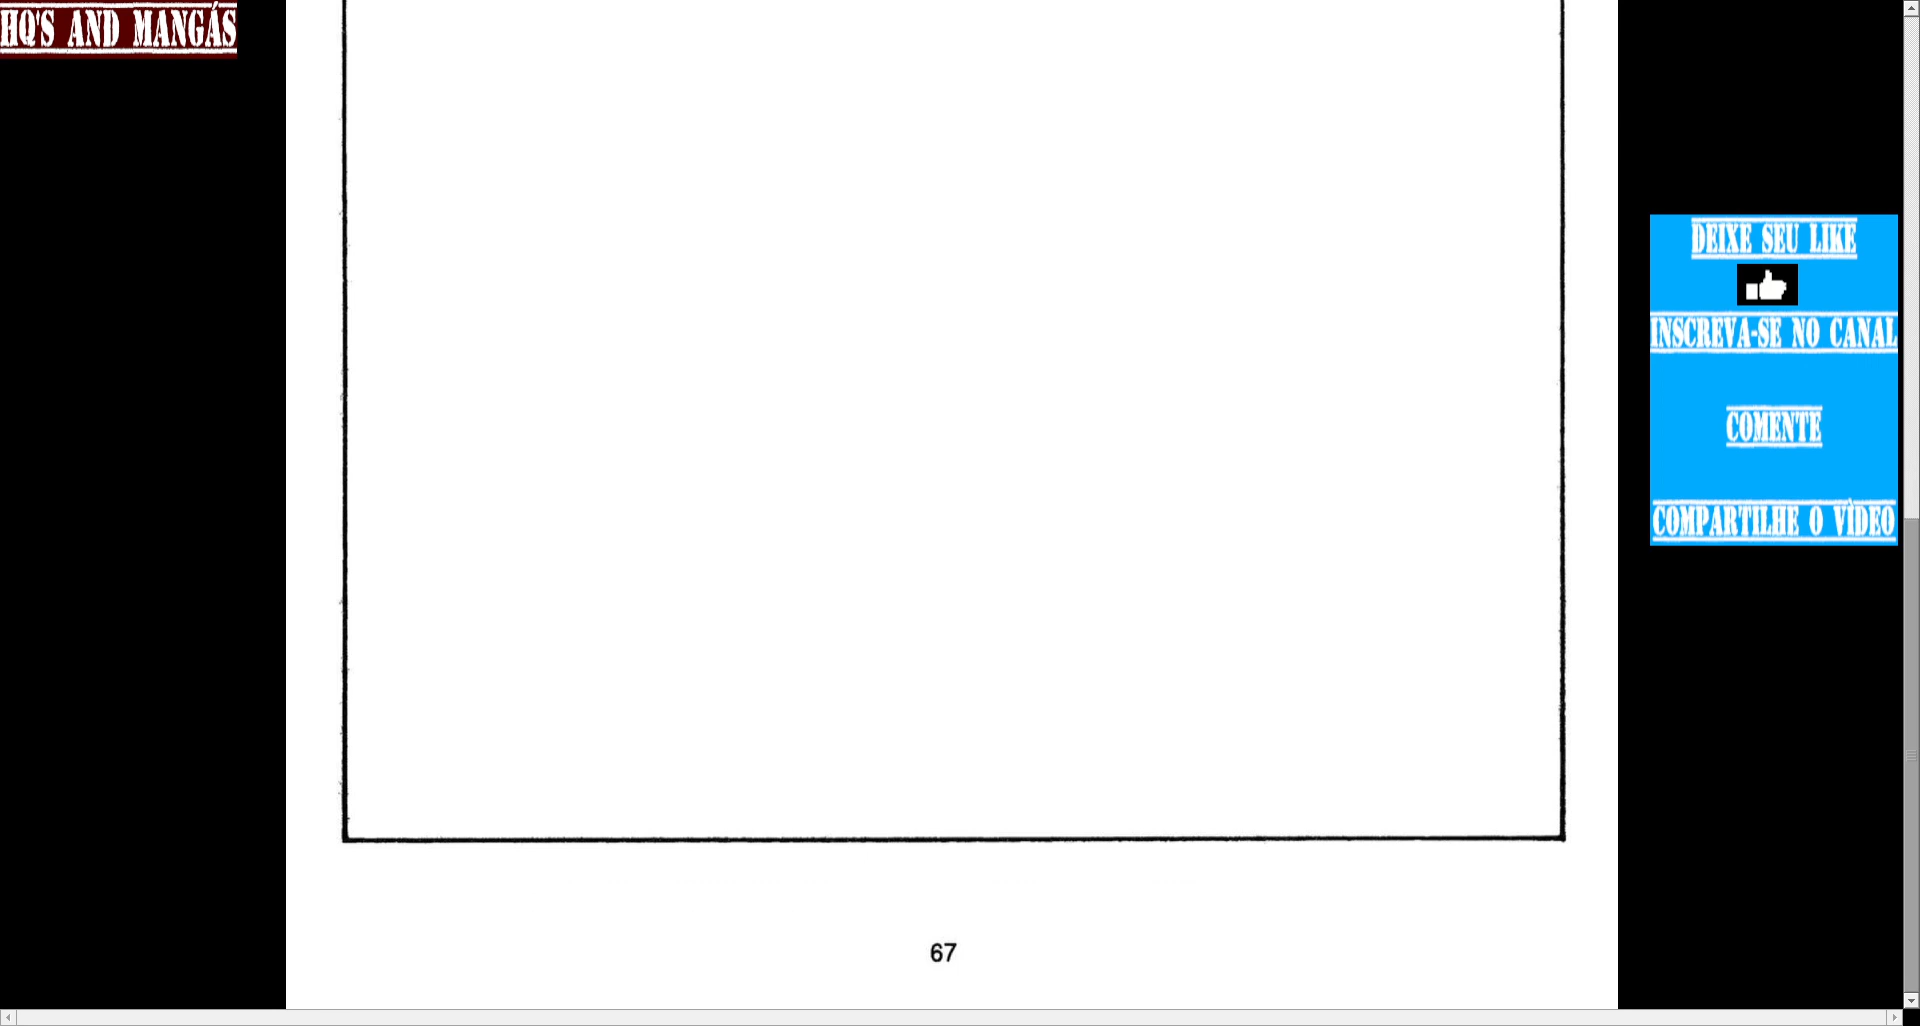 HQ'S AND MANGÁS
DEIXE SEU LIKE
INSCREVA-SE NO CANAL
COMENTE
COMPARTILHE O VÍDEO
67